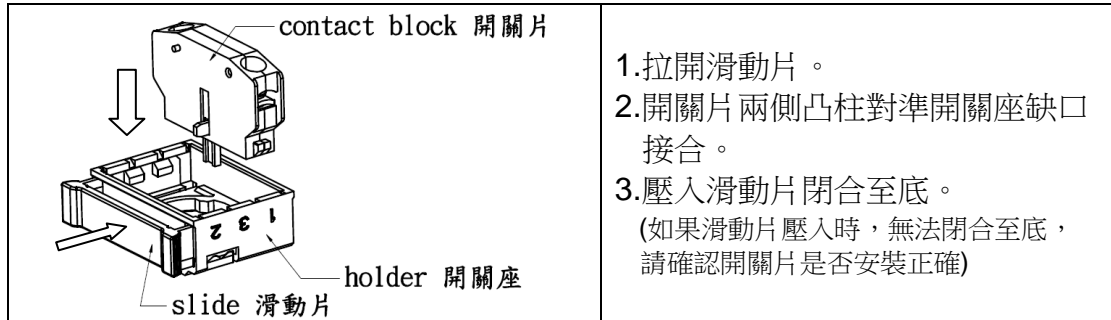 contact block 開關片
2 3 1
holder 開關座
slide 滑動片
1.拉開滑動片。
2.開關片兩側凸柱對準開關座缺口
接合。
3.壓入滑動片閉合至底。
(如果滑動片壓入時，無法閉合至底，
請確認開關片是否安裝正確)